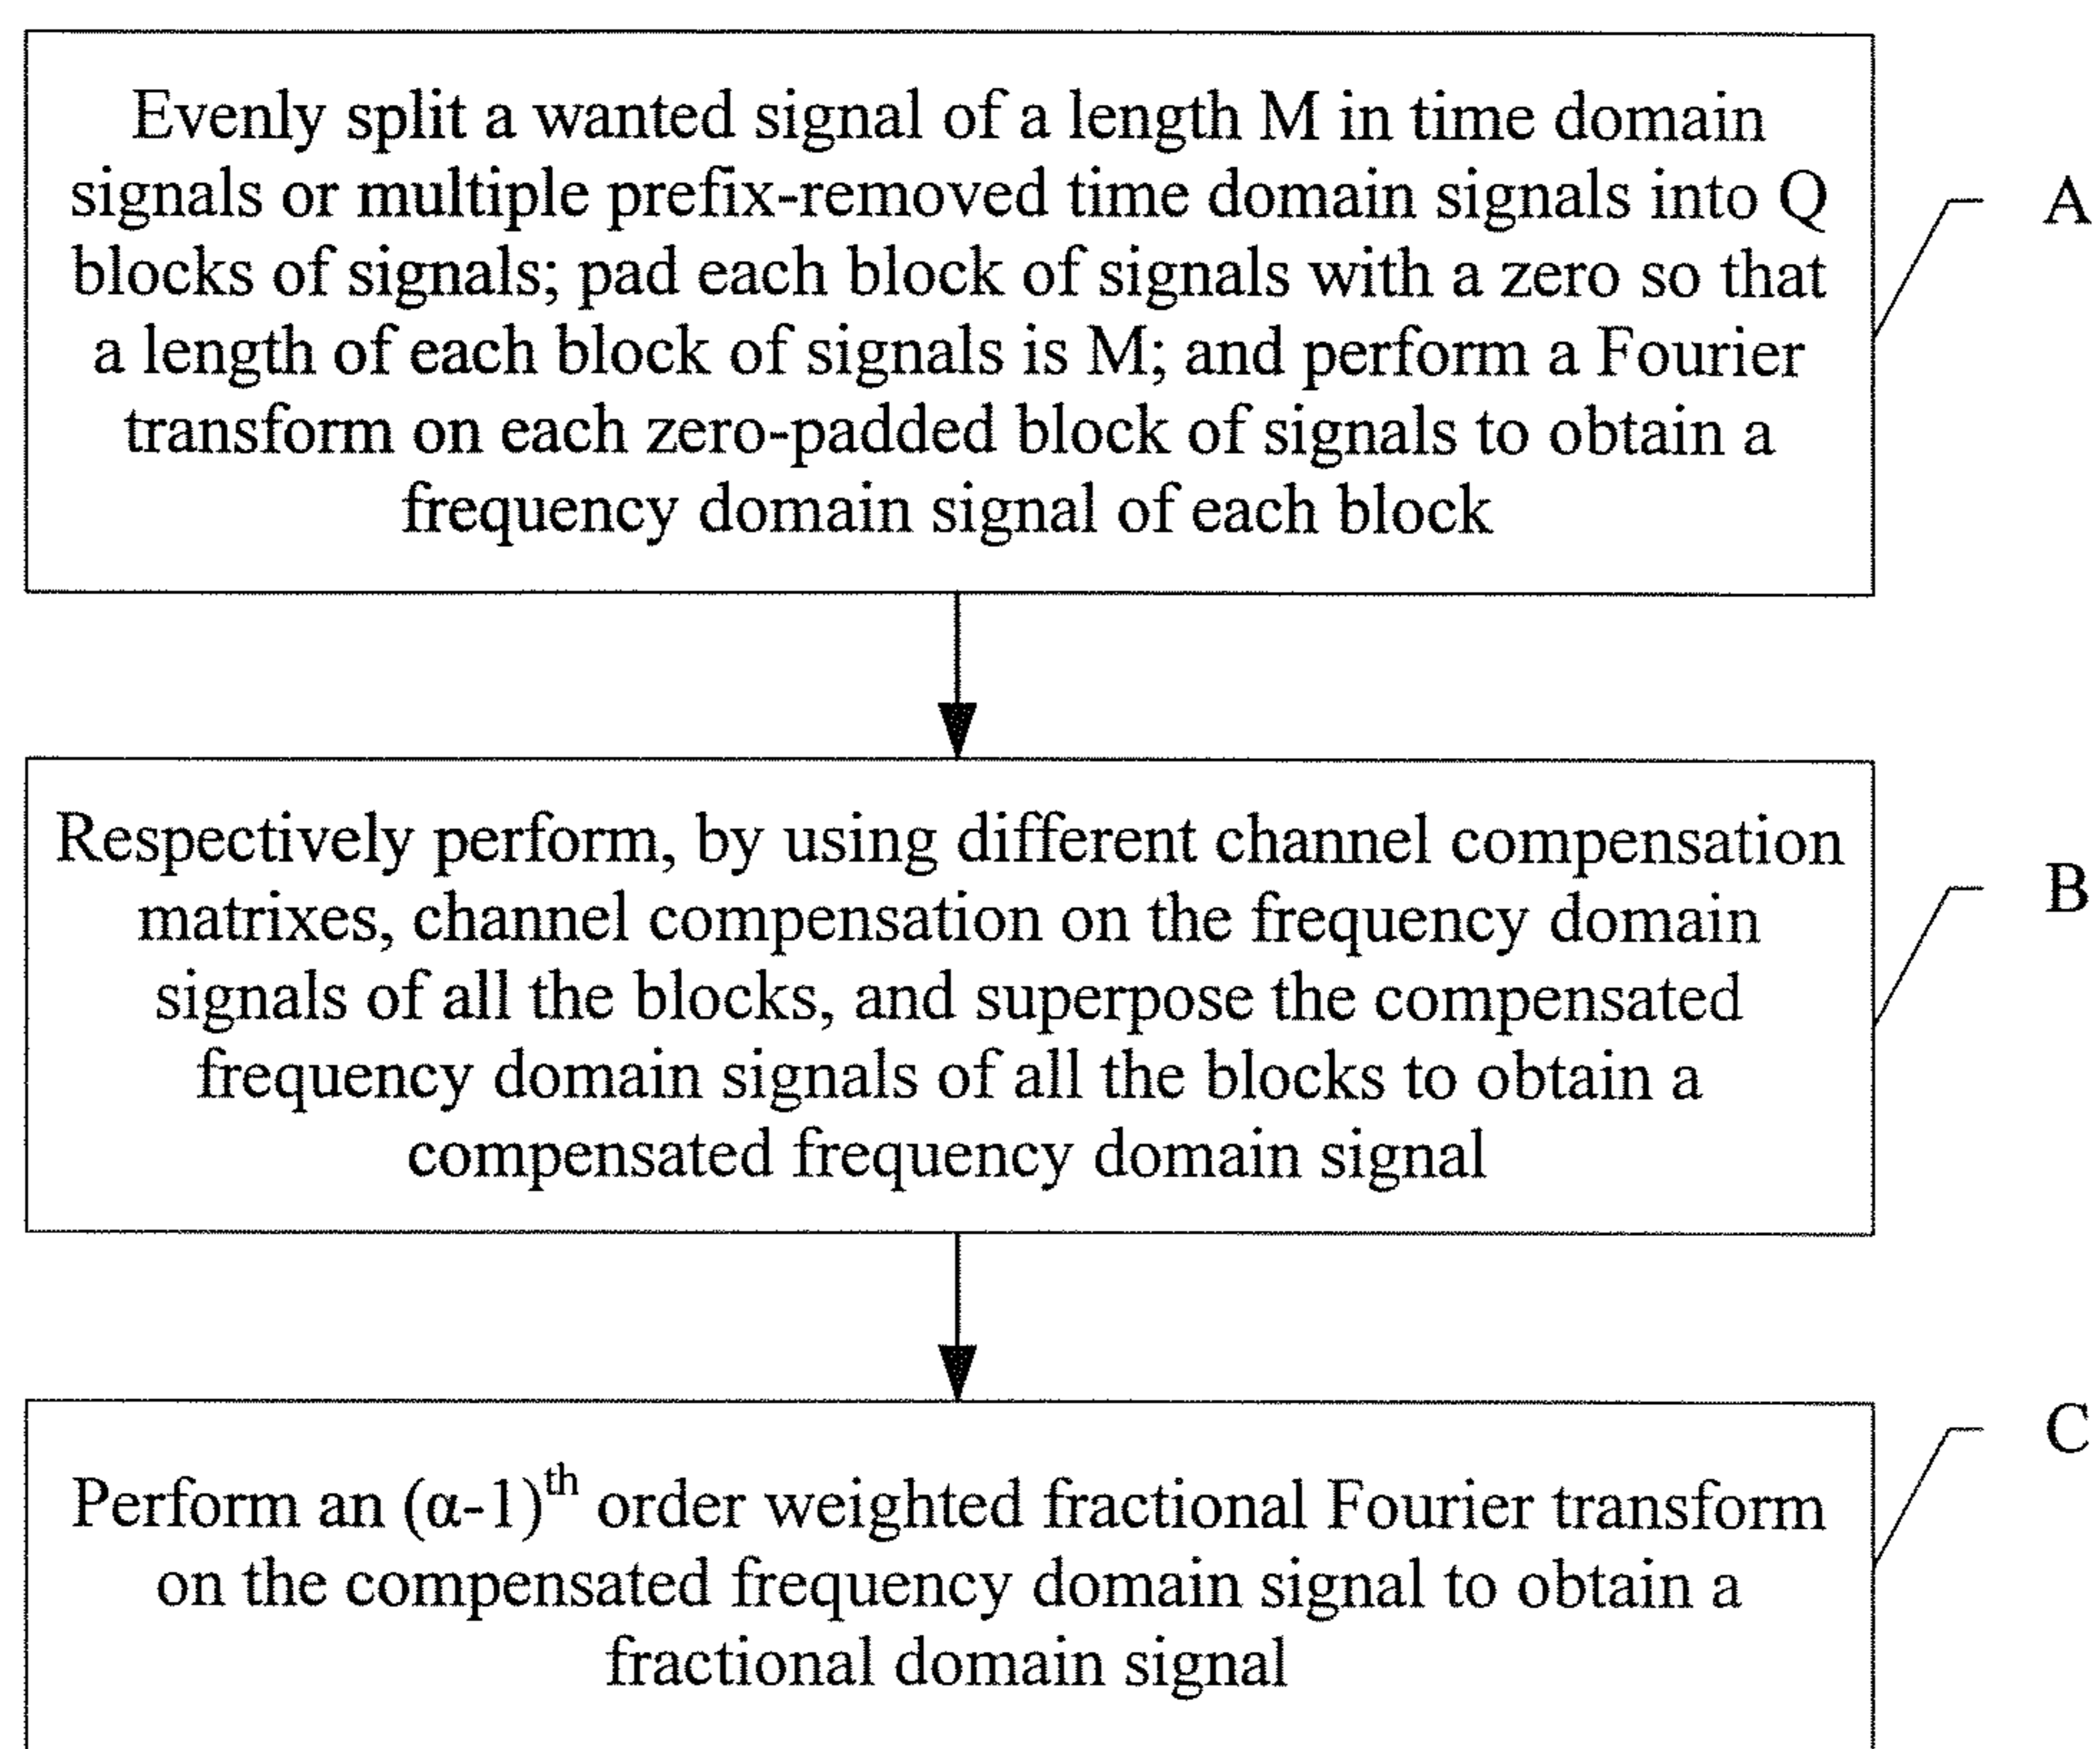 Evenly split a wanted signal of a length M in time domain
signals or multiple prefix-removed time domain signals into Q
blocks of signals; pad each block of signals with a zero so that
a length of each block of signals is M; and perform a Fourier
transform on each zero-padded block of signals to obtain a
frequency domain signal of each block
A
Respectively perform, by using different channel compensation
matrixes, channel compensation on the frequency domain
signals of all the blocks, and superpose the compensated
frequency domain signals of all the blocks to obtain a
compensated frequency domain signal
B
Perform an (α-1)th order weighted fractional Fourier transform
on the compensated frequency domain signal to obtain a
fractional domain signal
C